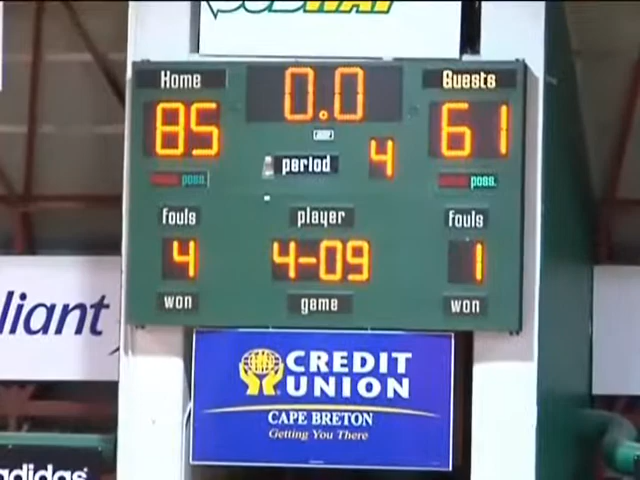 SUBWAY
Home
0.0
Guests
85
61
period 4
poss.
poss.
Fouls
player
Fouls
4
4-09
1
won
game
won
liant
CREDIT
UNION
CAPE BRETON
Getting You There
adidas